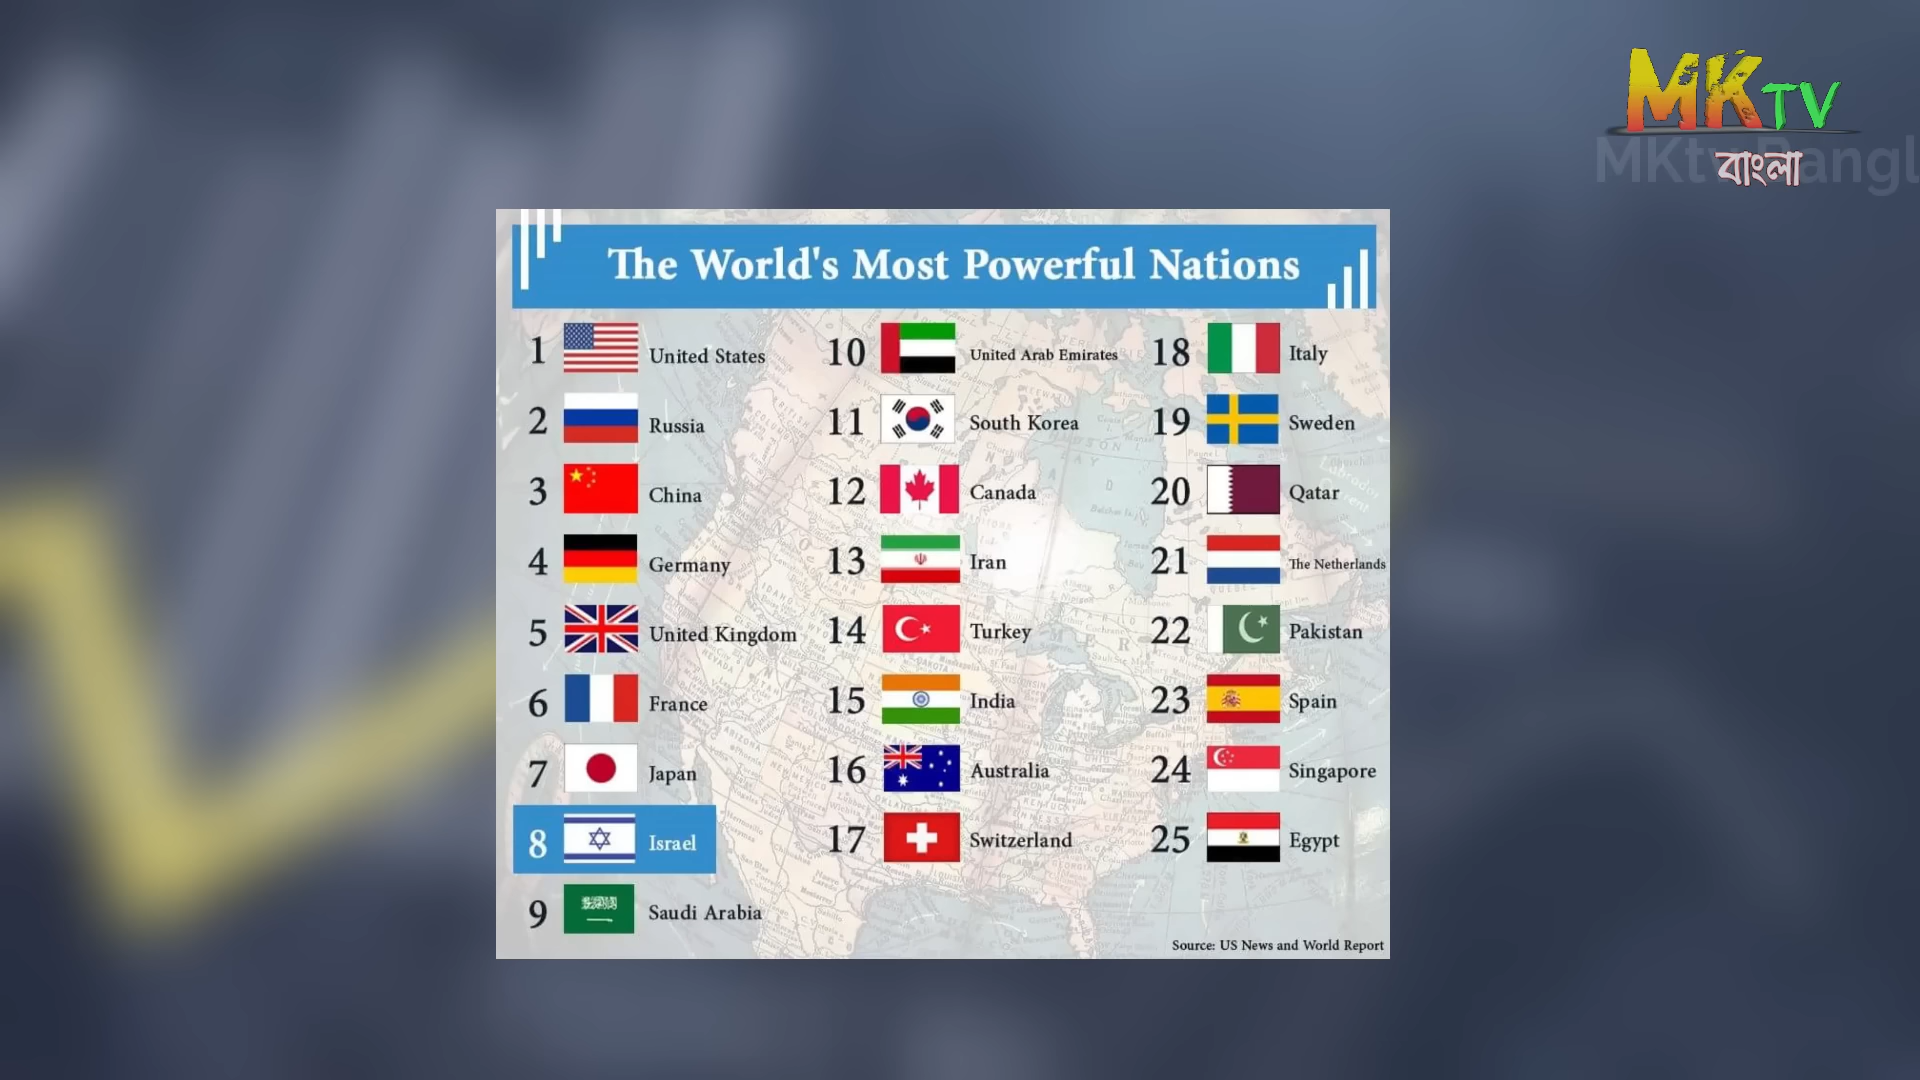 MKTV
বাংলা
MKtv Bangl
The World's Most Powerful Nations
1 United States
2 Russia
3 China
4 Germany
5 United Kingdom
6 France
7 Japan
8 Israel
9 Saudi Arabia
10 United Arab Emirates
11 South Korea
12 Canada
13 Iran
14 Turkey
15 India
16 Australia
17 Switzerland
18 Italy
19 Sweden
20 Qatar
21 The Netherlands
22 Pakistan
23 Spain
24 Singapore
25 Egypt
Source: US News and World Report